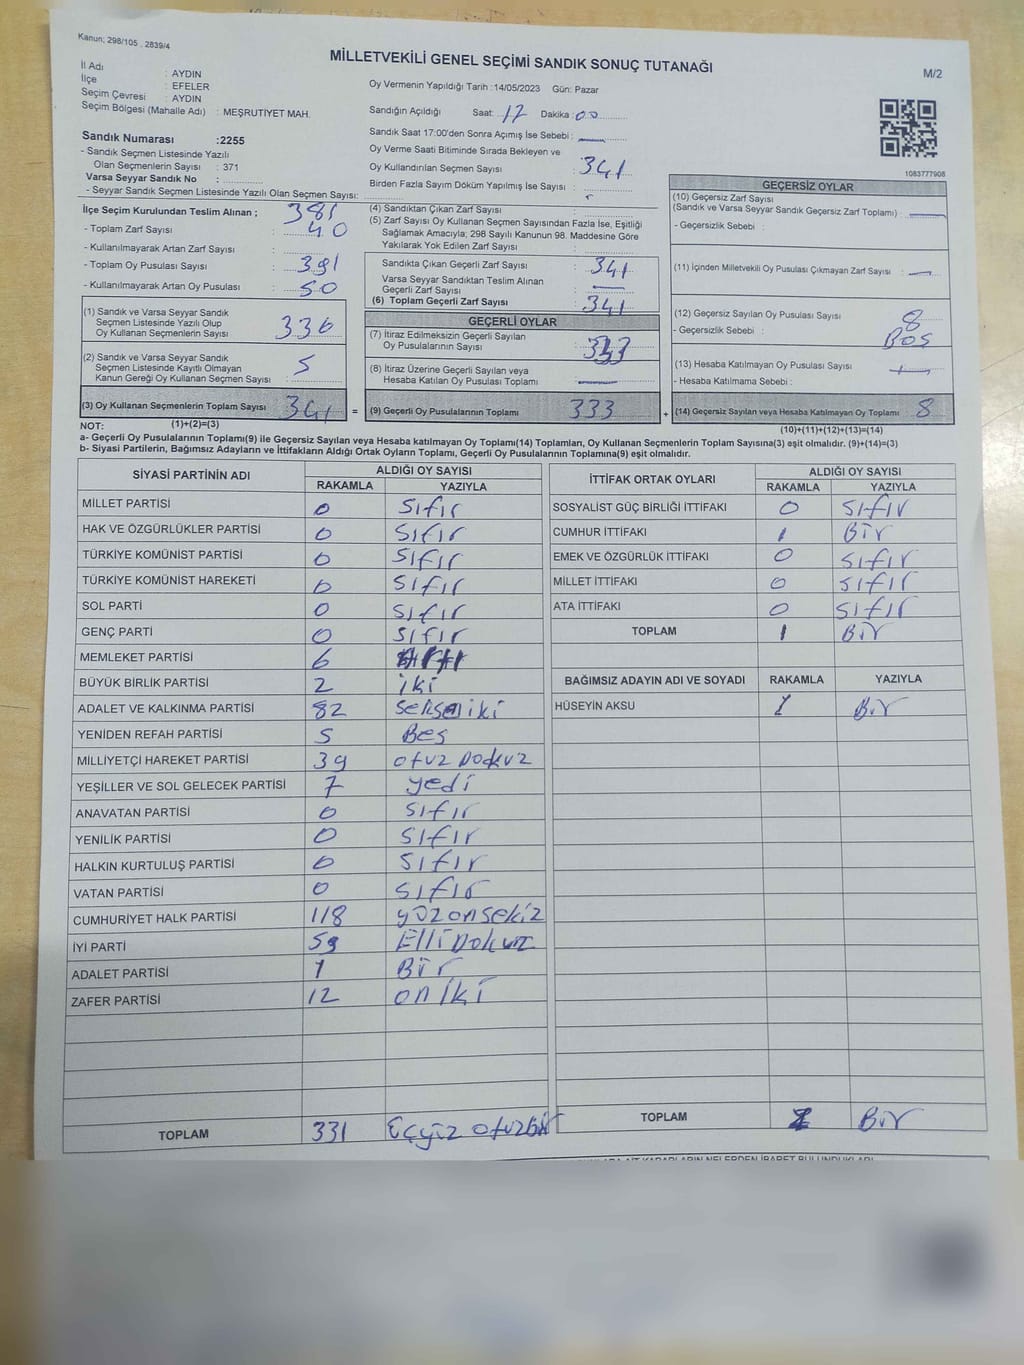 Kanun; 298/105 . 2839/4
MİLLETVEKİLİ GENEL SEÇİMİ SANDIK SONUÇ TUTANAĞI
M/2
İl Adı : AYDIN
İlçe : EFELER
Seçim Çevresi : AYDIN
Seçim Bölgesi (Mahalle Adı) : MEŞRUTİYET MAH.
Sandık Numarası :2255
- Sandık Seçmen Listesinde Yazılı
Olan Seçmenlerin Sayısı : 371
Varsa Seyyar Sandık No :
- Seyyar Sandık Seçmen Listesinde Yazılı Olan Seçmen Sayısı:
Oy Vermenin Yapıldığı Tarih :14/05/2023 Gün: Pazar
Sandığın Açıldığı Saat: 17 Dakika: 00
Sandık Saat 17:00'den Sonra Açımış İse Sebebi :
Oy Verme Saati Bitiminde Sırada Bekleyen ve
Oy Kullandırılan Seçmen Sayısı : 341
Birden Fazla Sayım Döküm Yapılmış İse Sayısı :
1083777908
İlçe Seçim Kurulundan Teslim Alınan ;
- Toplam Zarf Sayısı : 381
- Kullanılmayarak Artan Zarf Sayısı : 40
- Toplam Oy Pusulası Sayısı : 391
- Kullanılmayarak Artan Oy Pusulası : 50
(1) Sandık ve Varsa Seyyar Sandık
Seçmen Listesinde Yazılı Olup
Oy Kullanan Seçmenlerin Sayısı 336
(2) Sandık ve Varsa Seyyar Sandık
Seçmen Listesinde Kayıtlı Olmayan
Kanun Gereği Oy Kullanan Seçmen Sayısı : 5
(3) Oy Kullanan Seçmenlerin Toplam Sayısı 341 =
(4) Sandıktan Çıkan Zarf Sayısı :
(5) Zarf Sayısı Oy Kullanan Seçmen Sayısından Fazla İse, Eşitliği
Sağlamak Amacıyla; 298 Sayılı Kanunun 98. Maddesine Göre
Yakılarak Yok Edilen Zarf Sayısı :
Sandıkta Çıkan Geçerli Zarf Sayısı : 341
Varsa Seyyar Sandıktan Teslim Alınan
Geçerli Zarf Sayısı :
(6) Toplam Geçerli Zarf Sayısı : 341
GEÇERLİ OYLAR
(7) İtiraz Edilmeksizin Geçerli Sayılan
Oy Pusulalarının Sayısı : 333
(8) İtiraz Üzerine Geçerli Sayılan veya
Hesaba Katılan Oy Pusulası Toplamı :
(9) Geçerli Oy Pusulalarının Toplamı 333 +
GEÇERSİZ OYLAR
(10) Geçersiz Zarf Sayısı
(Sandık ve Varsa Seyyar Sandık Geçersiz Zarf Toplamı) :
- Geçersizlik Sebebi :
(11) İçinden Milletvekili Oy Pusulası Çıkmayan Zarf Sayısı :
(12) Geçersiz Sayılan Oy Pusulası Sayısı : 8
- Geçersizlik Sebebi : BOŞ
(13) Hesaba Katılmayan Oy Pusulası Sayısı :
- Hesaba Katılmama Sebebi :
(14) Geçersiz Sayılan veya Hesaba Katılmayan Oy Toplamı 8
NOT: (1)+(2)=(3) (10)+(11)+(12)+(13)=(14)
a- Geçerli Oy Pusulalarının Toplamı(9) ile Geçersiz Sayılan veya Hesaba katılmayan Oy Toplamı(14) Toplamları, Oy Kullanan Seçmenlerin Toplam Sayısına(3) eşit olmalıdır. (9)+(14)=(3)
b- Siyasi Partilerin, Bağımsız Adayların ve İttifakların Aldığı Ortak Oyların Toplamı, Geçerli Oy Pusulalarının Toplamına(9) eşit olmalıdır.
SİYASİ PARTİNİN ADI ALDIĞI OY SAYISI
RAKAMLA YAZIYLA
MİLLET PARTİSİ 0 Sıfır
HAK VE ÖZGÜRLÜKLER PARTİSİ 0 Sıfır
TÜRKİYE KOMÜNİST PARTİSİ 0 Sıfır
TÜRKİYE KOMÜNİST HAREKETİ 0 Sıfır
SOL PARTİ 0 Sıfır
GENÇ PARTİ 0 Sıfır
MEMLEKET PARTİSİ 6
BÜYÜK BİRLİK PARTİSİ 2 iki
ADALET VE KALKINMA PARTİSİ 82 Seksen iki
YENİDEN REFAH PARTİSİ 5 Beş
MİLLİYETÇİ HAREKET PARTİSİ 39 otuz Dokuz
YEŞİLLER VE SOL GELECEK PARTİSİ 7 yedi
ANAVATAN PARTİSİ 0 Sıfır
YENİLİK PARTİSİ 0 Sıfır
HALKIN KURTULUŞ PARTİSİ 0 Sıfır
VATAN PARTİSİ 0 Sıfır
CUMHURİYET HALK PARTİSİ 118 yüzonsekiz
İYİ PARTİ 59 Elli Dokuz
ADALET PARTİSİ 1 Bir
ZAFER PARTİSİ 12 on iki
TOPLAM 331 Üçyüz otuzbir
İTTİFAK ORTAK OYLARI ALDIĞI OY SAYISI
RAKAMLA YAZIYLA
SOSYALİST GÜÇ BİRLİĞİ İTTİFAKI 0 Sıfır
CUMHUR İTTİFAKI 1 Bir
EMEK VE ÖZGÜRLÜK İTTİFAKI 0 Sıfır
MİLLET İTTİFAKI 0 Sıfır
ATA İTTİFAKI 0 Sıfır
TOPLAM 1 Bir
BAĞIMSIZ ADAYIN ADI VE SOYADI RAKAMLA YAZIYLA
HÜSEYİN AKSU 1 Bir
TOPLAM 1 Bir